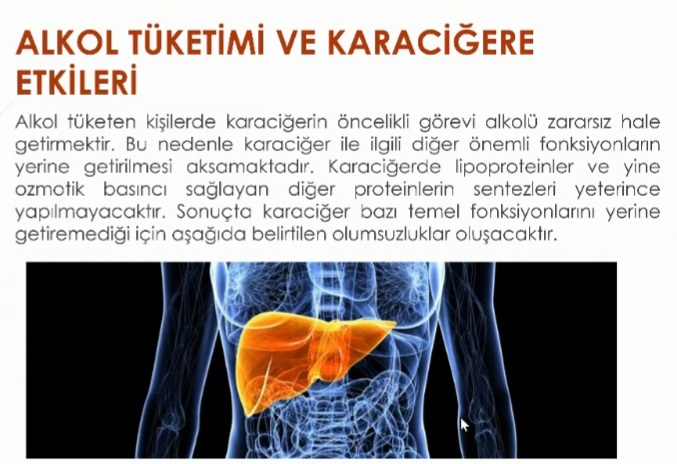 ALKOL TÜKETİMİ VE KARACİĞERE
ETKİLERİ
Alkol tüketen kişilerde karaciğerin öncelikli görevi alkolü zararsız hale
getirmektir. Bu nedenle karaciğer ile ilgili diğer önemli fonksiyonların
yerine getirilmesi aksamaktadır. Karaciğerde lipoproteinler ve yine
ozmotik basıncı sağlayan diğer proteinlerin sentezleri yeterince
yapılmayacaktır. Sonuçta karaciğer bazı temel fonksiyonlarını yerine
getiremediği için aşağıda belirtilen olumsuzluklar oluşacaktır.